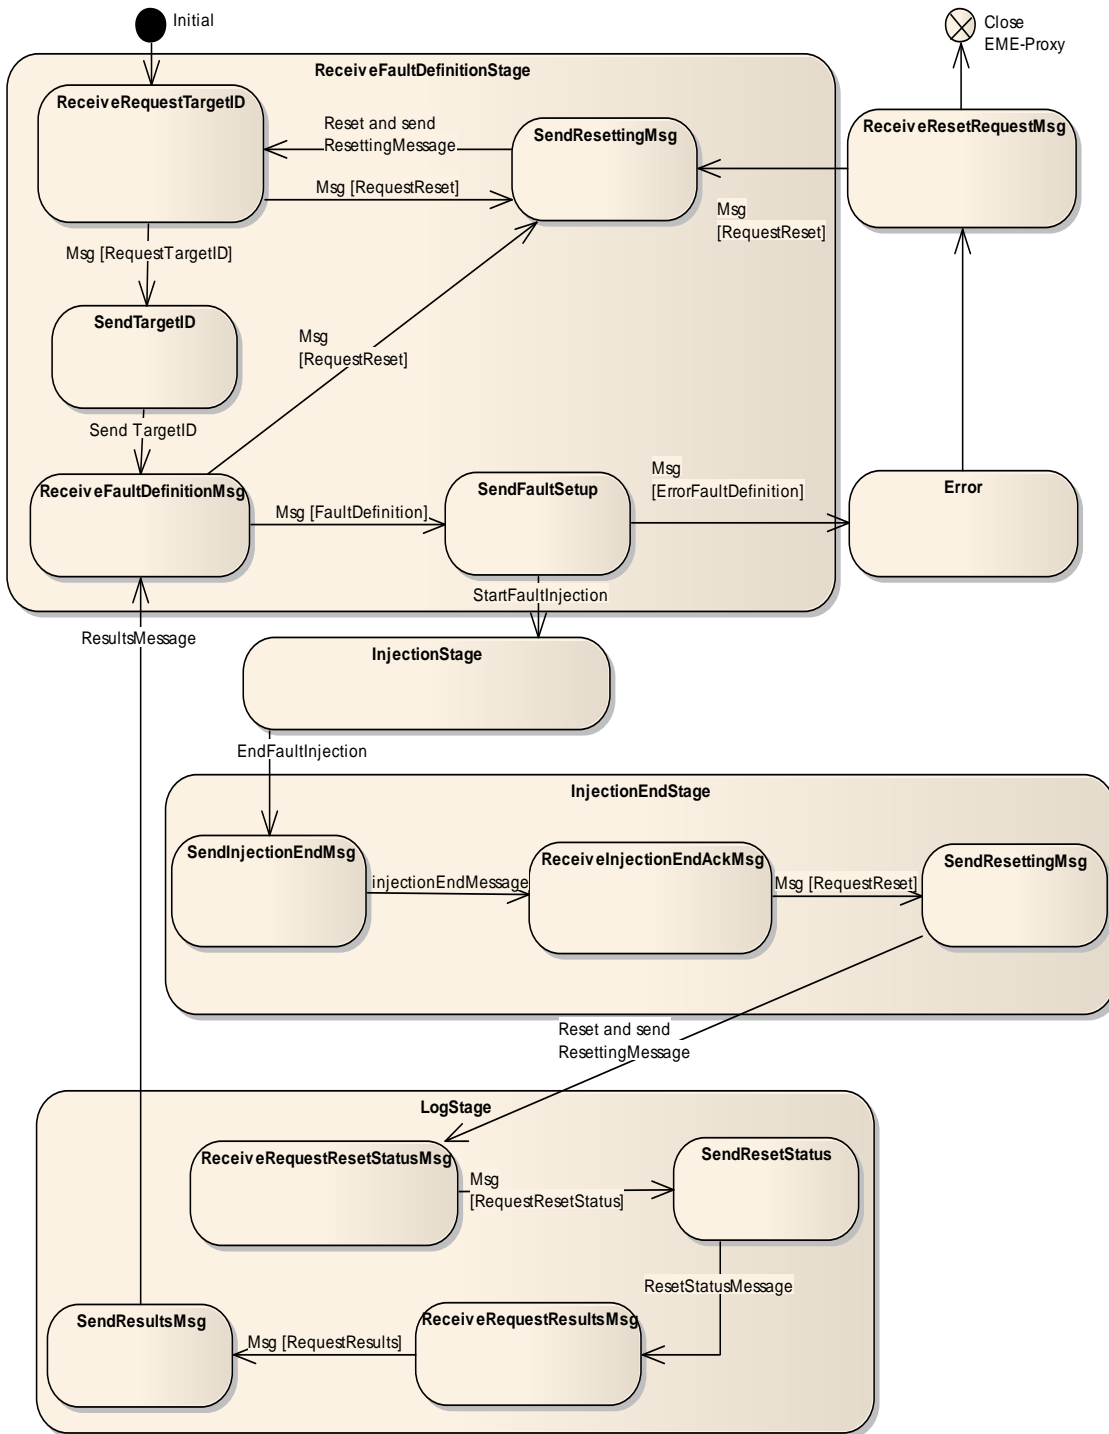 Initial
Close
EME-Proxy
ReceiveFaultDefinitionStage
ReceiveRequestTargetID
Reset and send
ResettingMessage
SendResettingMsg
ReceiveResetRequestMsg
Msg [RequestReset]
Msg
[RequestReset]
Msg [RequestTargetID]
SendTargetID
Msg
[RequestReset]
Send TargetID
ReceiveFaultDefinitionMsg
Msg [FaultDefinition]
SendFaultSetup
Msg
[ErrorFaultDefinition]
Error
StartFaultInjection
ResultsMessage
InjectionStage
EndFaultInjection
InjectionEndStage
SendInjectionEndMsg
injectionEndMessage
ReceiveInjectionEndAckMsg
Msg [RequestReset]
SendResettingMsg
Reset and send
ResettingMessage
LogStage
ReceiveRequestResetStatusMsg
Msg
[RequestResetStatus]
SendResetStatus
ResetStatusMessage
SendResultsMsg
Msg [RequestResults]
ReceiveRequestResultsMsg